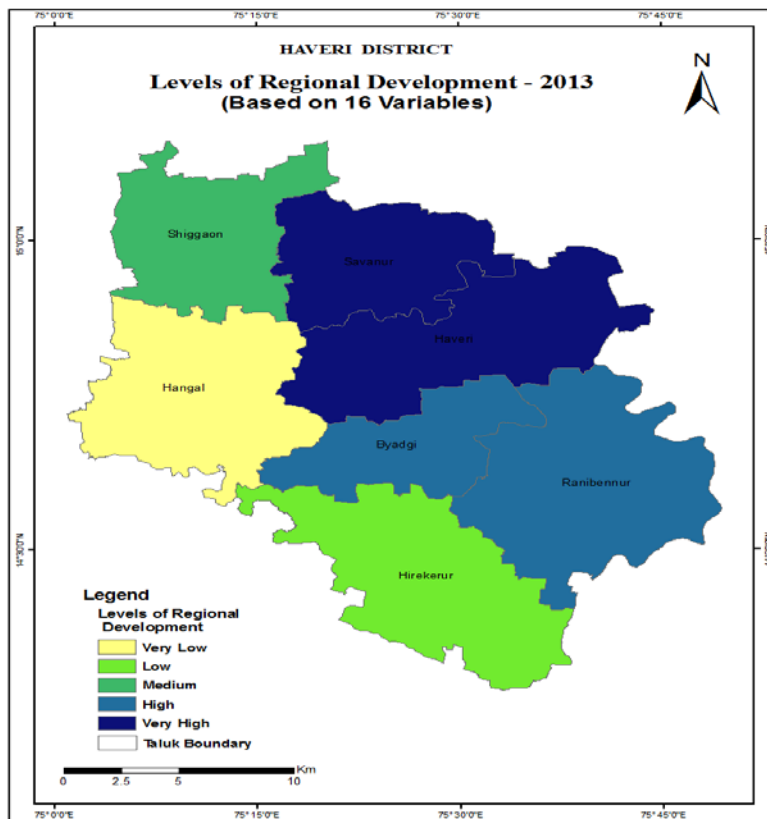 75°0'0"E 75°15'0"E 75°30'0"E 75°45'0"E
HAVERI DISTRICT
Levels of Regional Development - 2013
(Based on 16 Variables)
N
Shiggaon
15°0'0"N
Savanur
Haveri
Hangal
Byadgi
Ranibennur
14°30'0"N
Hirekerur
Legend
Levels of Regional
Development
Very Low
Low
Medium
High
Very High
Taluk Boundary
Km
0 2.5 5 10
75°0'0"E 75°15'0"E 75°30'0"E 75°45'0"E